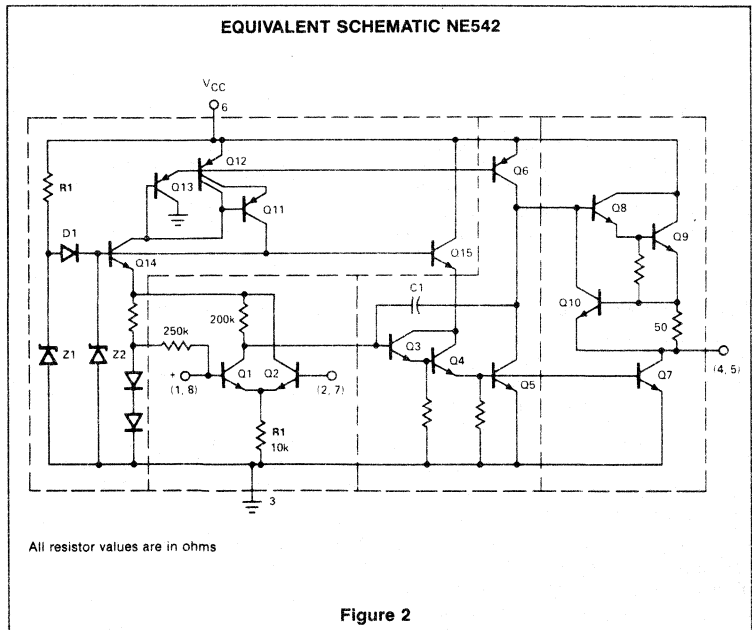 EQUIVALENT SCHEMATIC NE542
VCC
6
R1
Q12
Q13
Q6
Q11
Q8
Q9
D1
Q14
Q15
C1
Q10
50
200k
250k
Z1
Z2
Q3
Q4
+
(1, 8)
Q1
Q2
(2, 7)
Q5
Q7
(4, 5)
R1
10k
3
All resistor values are in ohms
Figure 2